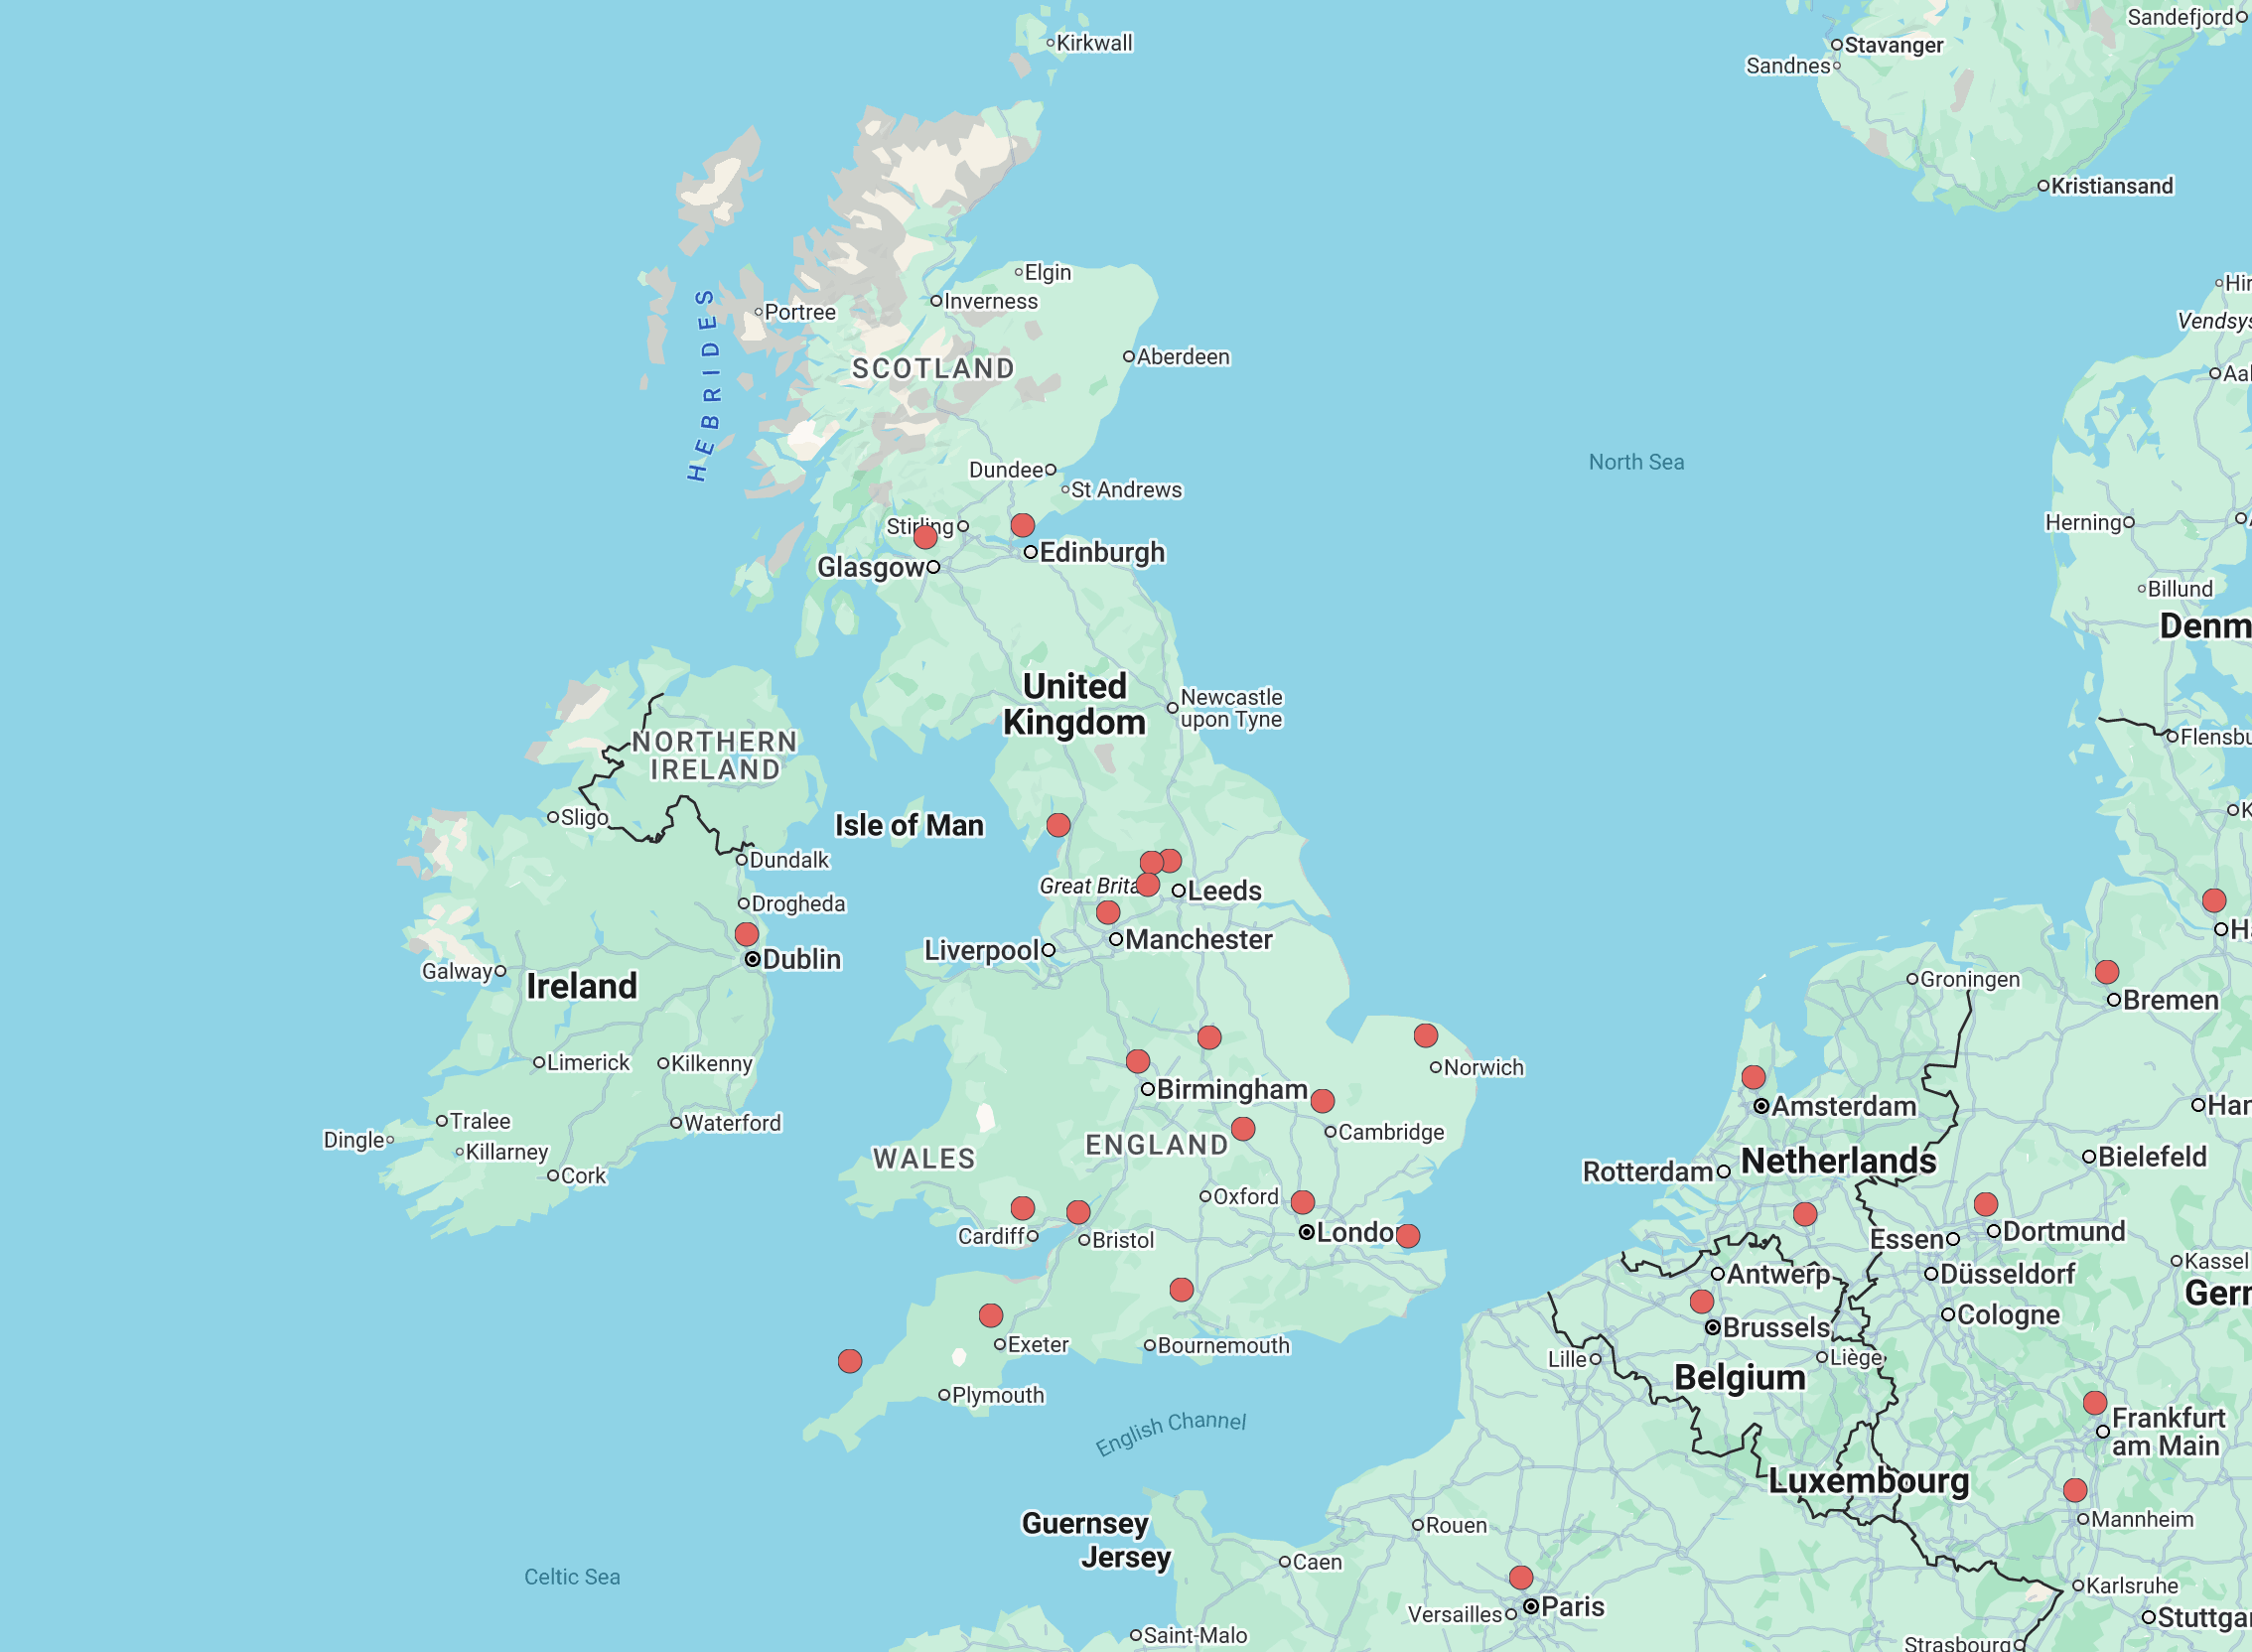 Sandefjord
Kirkwall
Stavanger
Sandnes
Kristiansand
Elgin
Inverness
Portree
HEBRIDES
SCOTLAND
Aberdeen
Vendsys
Aal
North Sea
Dundee
St Andrews
Stirling
Herning
Edinburgh
Glasgow
Billund
Denm
United
Kingdom
Newcastle
upon Tyne
NORTHERN
IRELAND
Flensbu
Sligo
Isle of Man
Dundalk
Great Brita
Leeds
Drogheda
Manchester
Liverpool
Dublin
Galway
Ireland
Groningen
Bremen
Limerick
Kilkenny
Norwich
Birmingham
Amsterdam
Han
Tralee
Waterford
Dingle
Cambridge
Killarney
ENGLAND
WALES
Cork
Rotterdam
Netherlands
Bielefeld
Oxford
Cardiff
Bristol
Londo
Essen
Dortmund
Kassel
Antwerp
Düsseldorf
Gern
Cologne
Brussels
Exeter
Bournemouth
Lille
Liège
Belgium
Plymouth
English Channel
Frankfurt
am Main
Luxembourg
Guernsey
Jersey
Rouen
Mannheim
Caen
Celtic Sea
Karlsruhe
Versailles
Paris
Stuttgar
Saint-Malo
Strasbourg